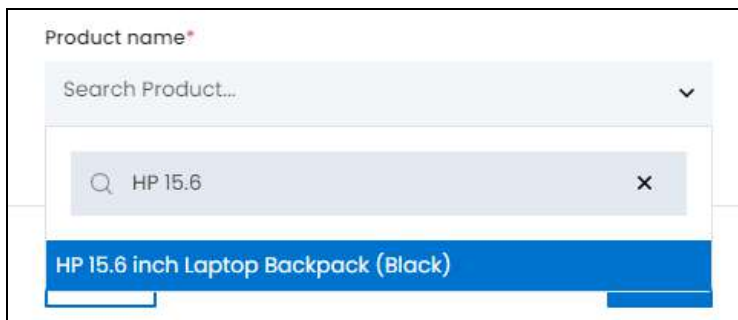 Product name*
Search Product...
HP 15.6
HP 15.6 inch Laptop Backpack (Black)